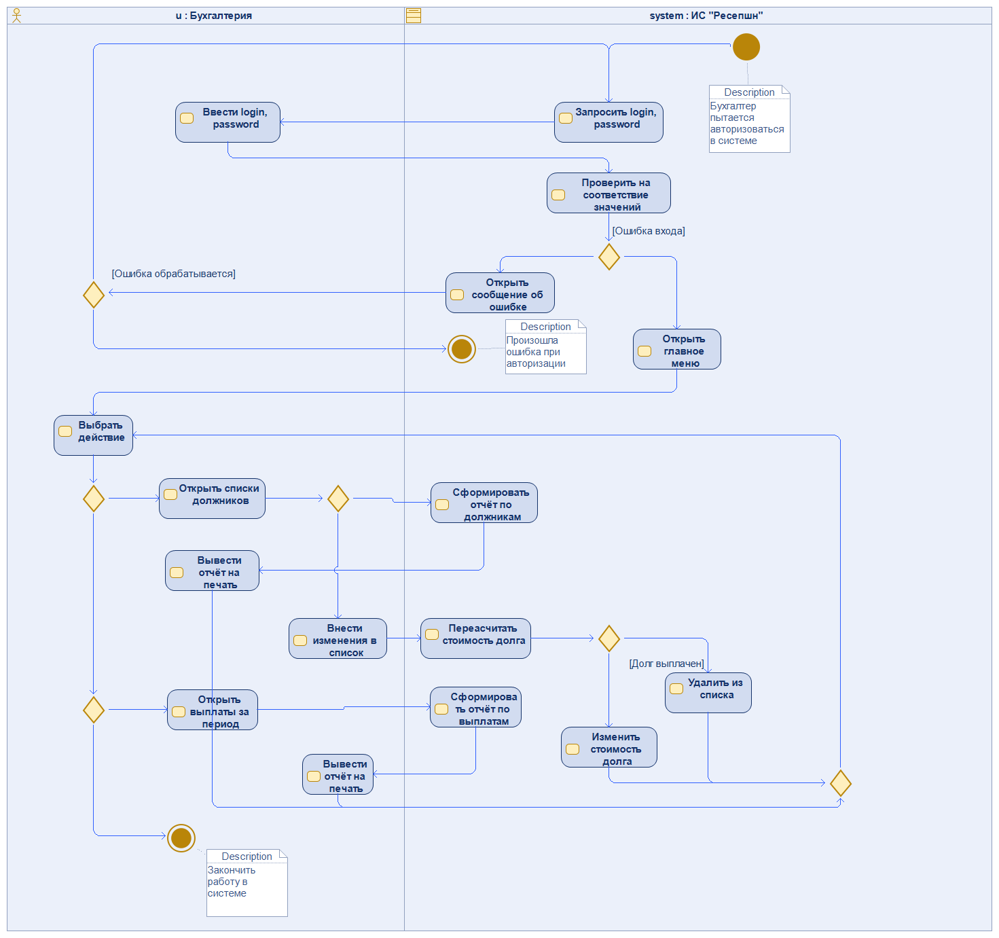 u : Бухгалтерия
system : ИС "Ресепшн"
Description
Бухгалтер
пытается
авторизоваться
в системе
Ввести login,
password
Запросить login,
password
Проверить на
соответствие
значений
[Ошибка входа]
[Ошибка обрабатывается]
Открыть
сообщение об
ошибке
Description
Произошла
ошибка при
авторизации
Открыть
главное
меню
Выбрать
действие
Открыть списки
должников
Сформировать
отчёт по
должникам
Вывести
отчёт на
печать
Внести
изменения в
список
Переасчитать
стоимость долга
[Долг выплачен]
Удалить из
списка
Открыть
выплаты за
период
Сформирова
ть отчёт по
выплатам
Изменить
стоимость
долга
Вывести
отчёт на
печать
Description
Закончить
работу в
системе